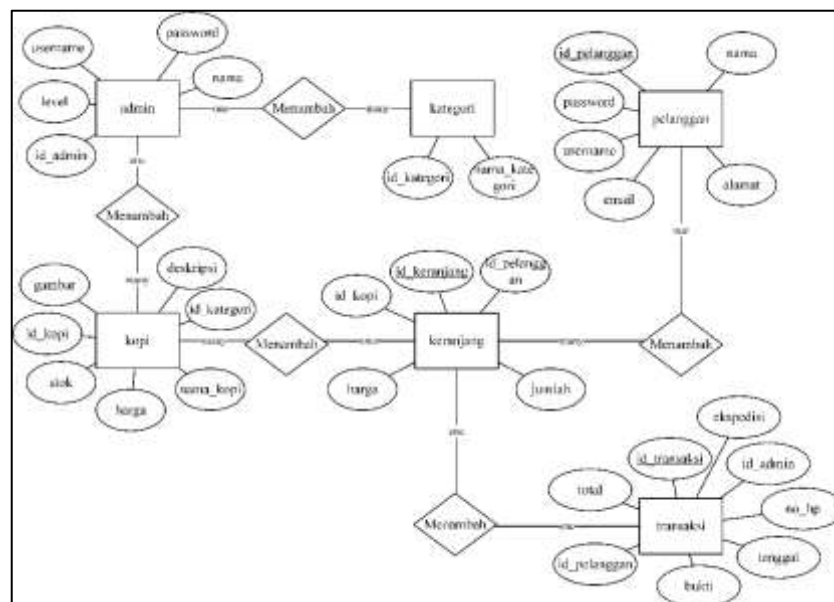 password
username
nama
level
admin
Menambah
kategori
id_admin
id_kategori
nama_kate
gori
id_pelanggan
nama
password
pelanggan
username
email
alamat
Menambah
gambar
deskripsi
id_kategori
id_kopi
kopi
stok
harga
nama_kopi
Menambah
id_kopi
id_keranjang
id_pelangg
an
keranjang
harga
jumlah
Menambah
Menambah
ekspedisi
id_transaksi
id_admin
total
transaksi
no_hp
id_pelanggan
bukti
tanggal